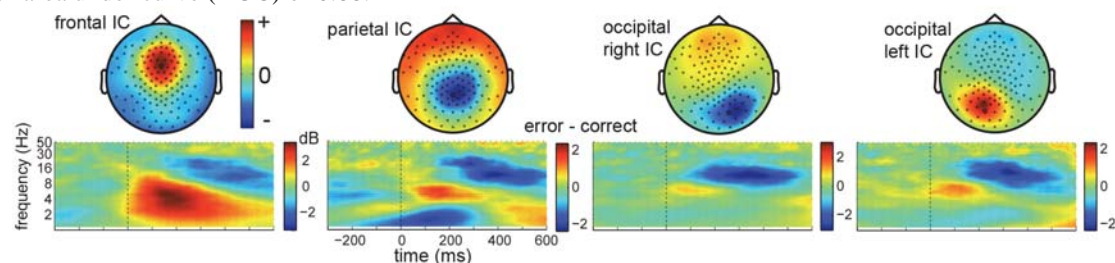 frontal IC
parietal IC
occipital
right IC
occipital
left IC
+
0
-
error - correct
frequency (Hz)
50
30
16
8
4
2
dB
2
0
−2
2
0
−2
2
0
−2
2
0
−2
−200
0
200
400
600
time (ms)